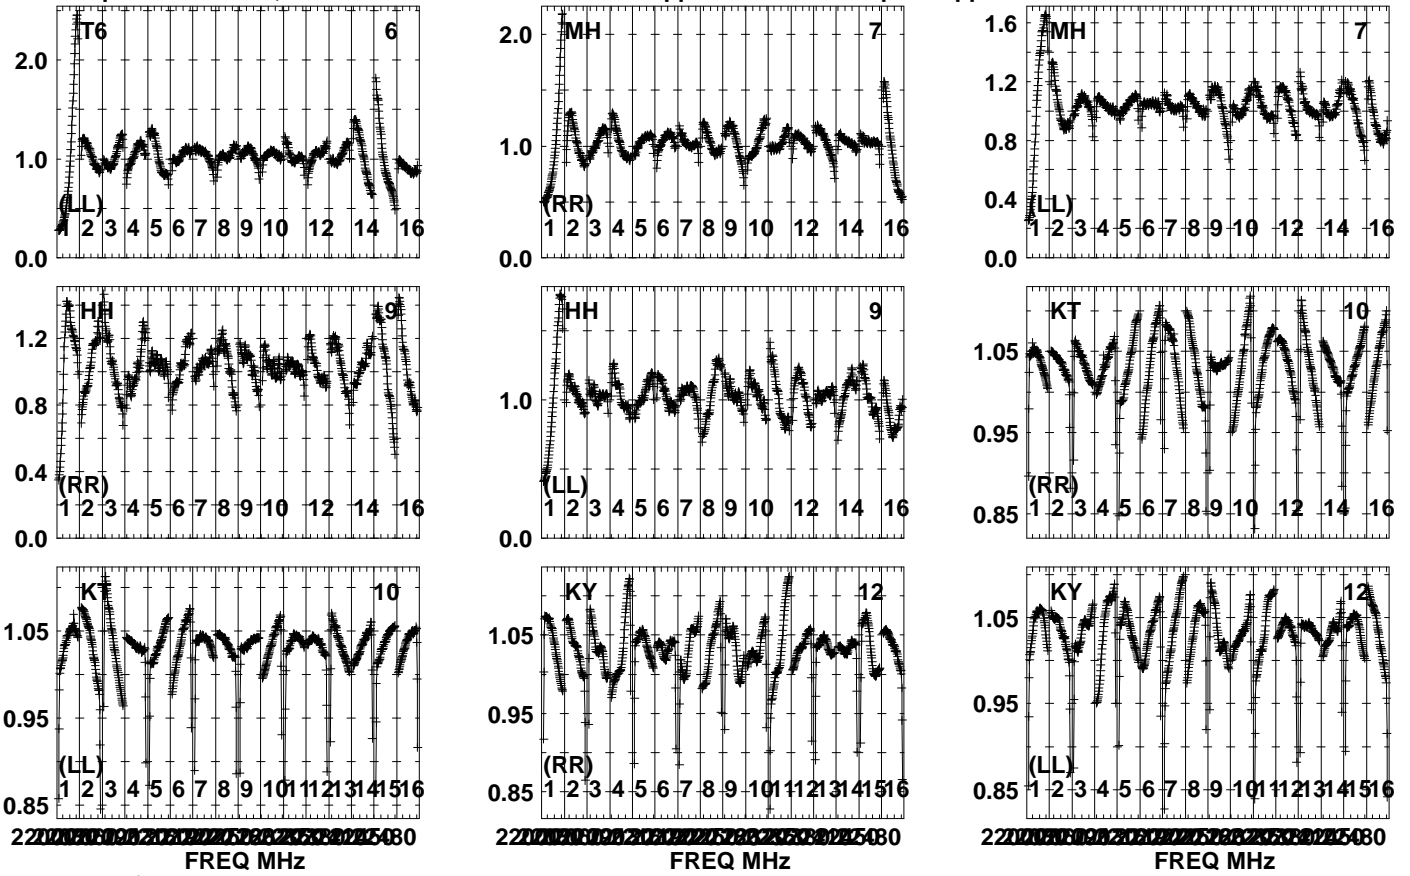 T6 6
2.0
1.0
0.0
(LL)
1 2 3 4 5 6 7 8 9 10 12 14 16
MH 7
2.0
1.0
0.0
(RR)
1 2 3 4 5 6 7 8 9 10 12 14 16
MH 7
1.6
1.2
0.8
0.4
0.0
(LL)
1 2 3 4 5 6 7 8 9 10 12 14 16
HH 9
1.2
0.8
0.4
0.0
(RR)
1 2 3 4 5 6 7 8 9 10 12 14 16
HH 9
1.0
0.0
(LL)
1 2 3 4 5 6 7 8 9 10 12 14 16
KT 10
1.05
0.95
0.85
(RR)
1 2 3 4 5 6 7 8 9 10 12 14 16
KT 10
1.05
0.95
0.85
(LL)
1 2 3 4 5 6 7 8 9 10 11 12 13 14 15 16
FREQ MHz
KY 12
1.05
0.95
0.85
(RR)
1 2 3 4 5 6 7 8 9 10 11 12 13 14 15 16
FREQ MHz
KY 12
1.05
0.95
0.85
(LL)
1 2 3 4 5 6 7 8 9 10 11 12 13 14 15 16
FREQ MHz